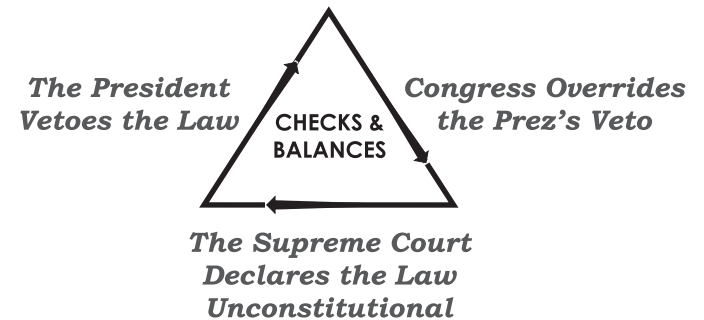 The President
Vetoes the Law
Congress Overrides
the Prez's Veto
CHECKS &
BALANCES
The Supreme Court
Declares the Law
Unconstitutional